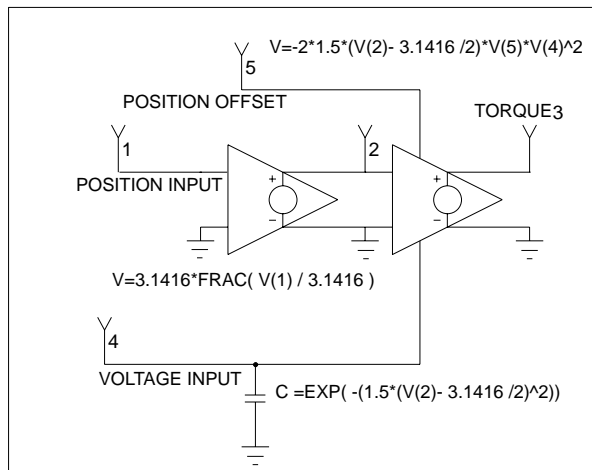 V=-2*1.5*(V(2)- 3.1416 /2)*V(5)*V(4)^2
5
POSITION OFFSET
TORQUE3
1
2
POSITION INPUT
+
−
+
−
V=3.1416*FRAC( V(1) / 3.1416 )
4
VOLTAGE INPUT
C =EXP( -(1.5*(V(2)- 3.1416 /2)^2))